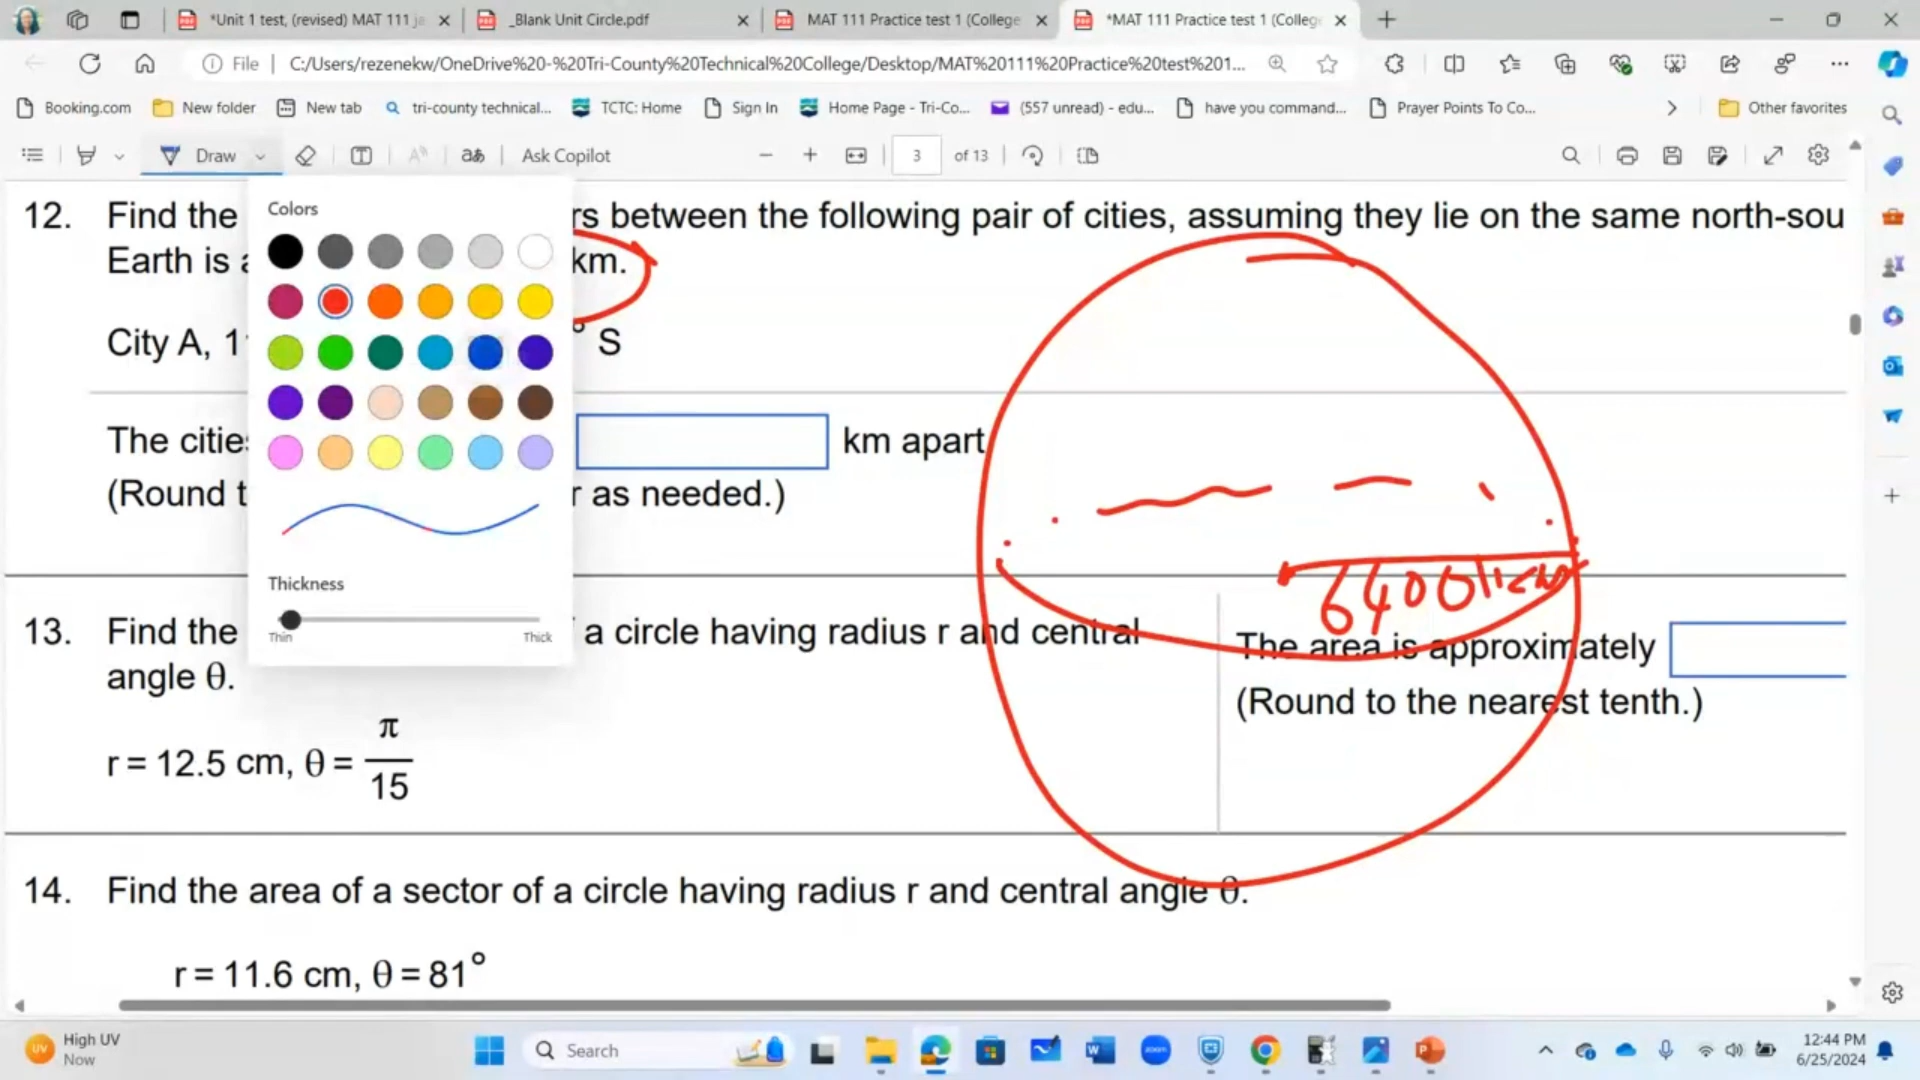 *Unit 1 test, (revised) MAT 111 ja
_Blank Unit Circle.pdf
MAT 111 Practice test 1 (College
*MAT 111 Practice test 1 (Colleg
File
C:/Users/rezenekw/OneDrive%20-%20Tri-County%20Technical%20College/Desktop/MAT%20111%20Practice%20test%201...
Booking.com
New folder
New tab
tri-county technical...
TCTC: Home
Sign In
Home Page - Tri-Co...
(557 unread) - edu...
have you command...
Prayer Points To Co...
Other favorites
Draw
Ask Copilot
3 of 13
12. Find the rs between the following pair of cities, assuming they lie on the same north-sou
Earth is a km.
City A, 1 ° S
The cities km apart
(Round t r as needed.)
Colors
Thickness
Thin Thick
6400km
13. Find the a circle having radius r and central
angle θ.
r = 12.5 cm, θ = π
15
The area is approximately
(Round to the nearest tenth.)
14. Find the area of a sector of a circle having radius r and central angle θ.
r = 11.6 cm, θ = 81°
High UV
Now
Search
12:44 PM
6/25/2024